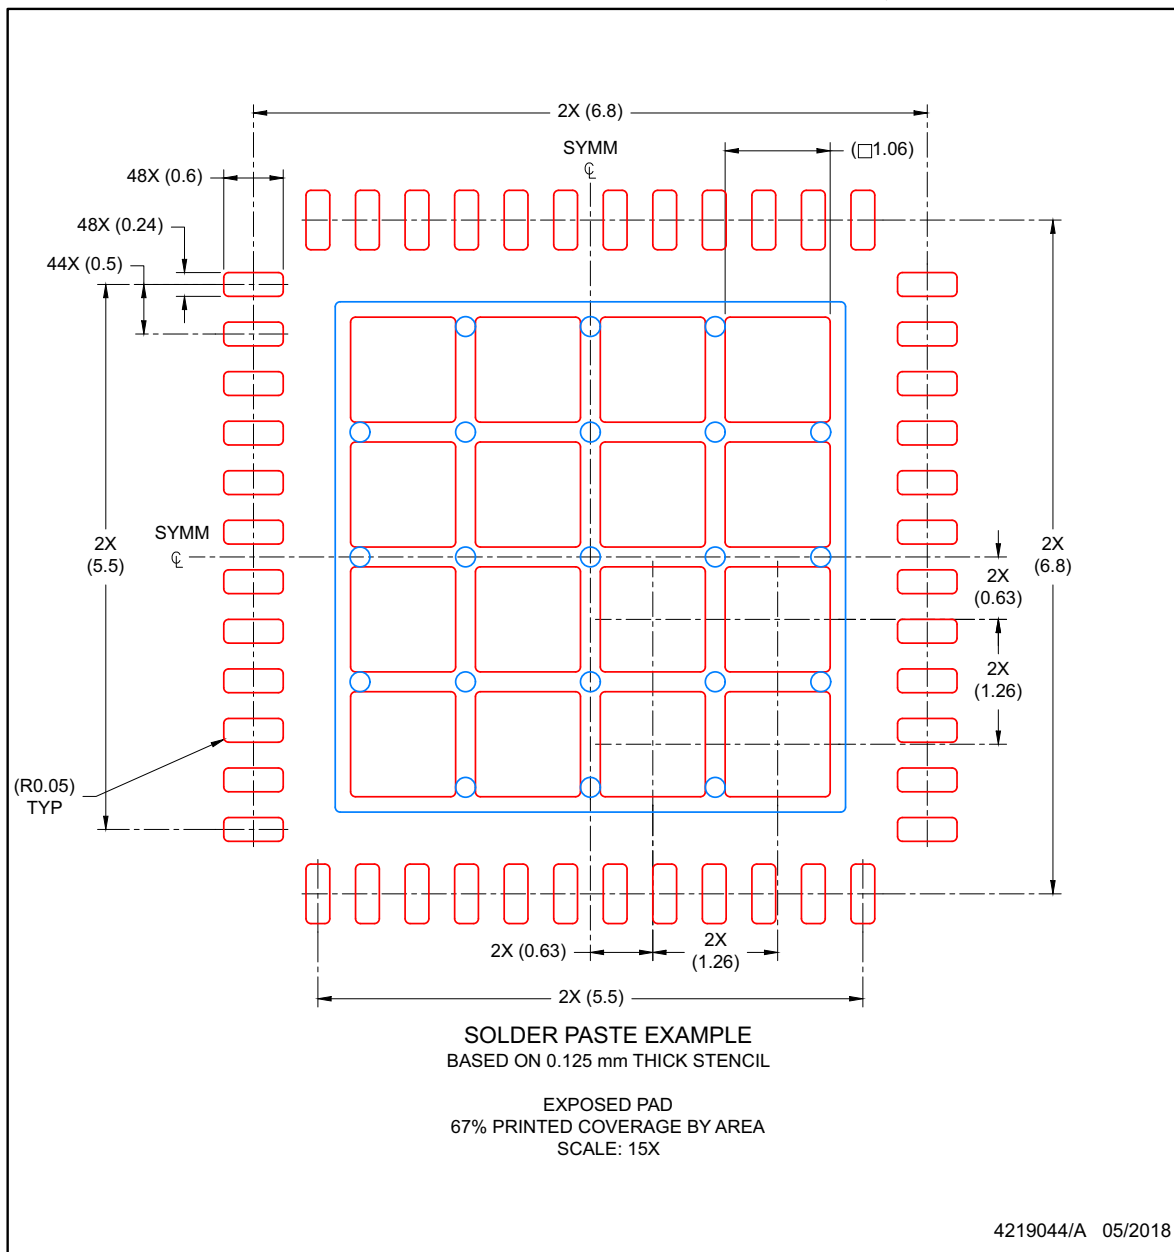 2X (6.8)
SYMM
℄
(□1.06)
48X (0.6)
48X (0.24)
44X (0.5)
SYMM
℄
2X
(5.5)
2X
(6.8)
2X
(0.63)
2X
(1.26)
(R0.05)
TYP
2X (0.63)
2X
(1.26)
2X (5.5)
SOLDER PASTE EXAMPLE
BASED ON 0.125 mm THICK STENCIL
EXPOSED PAD
67% PRINTED COVERAGE BY AREA
SCALE: 15X
4219044/A 05/2018